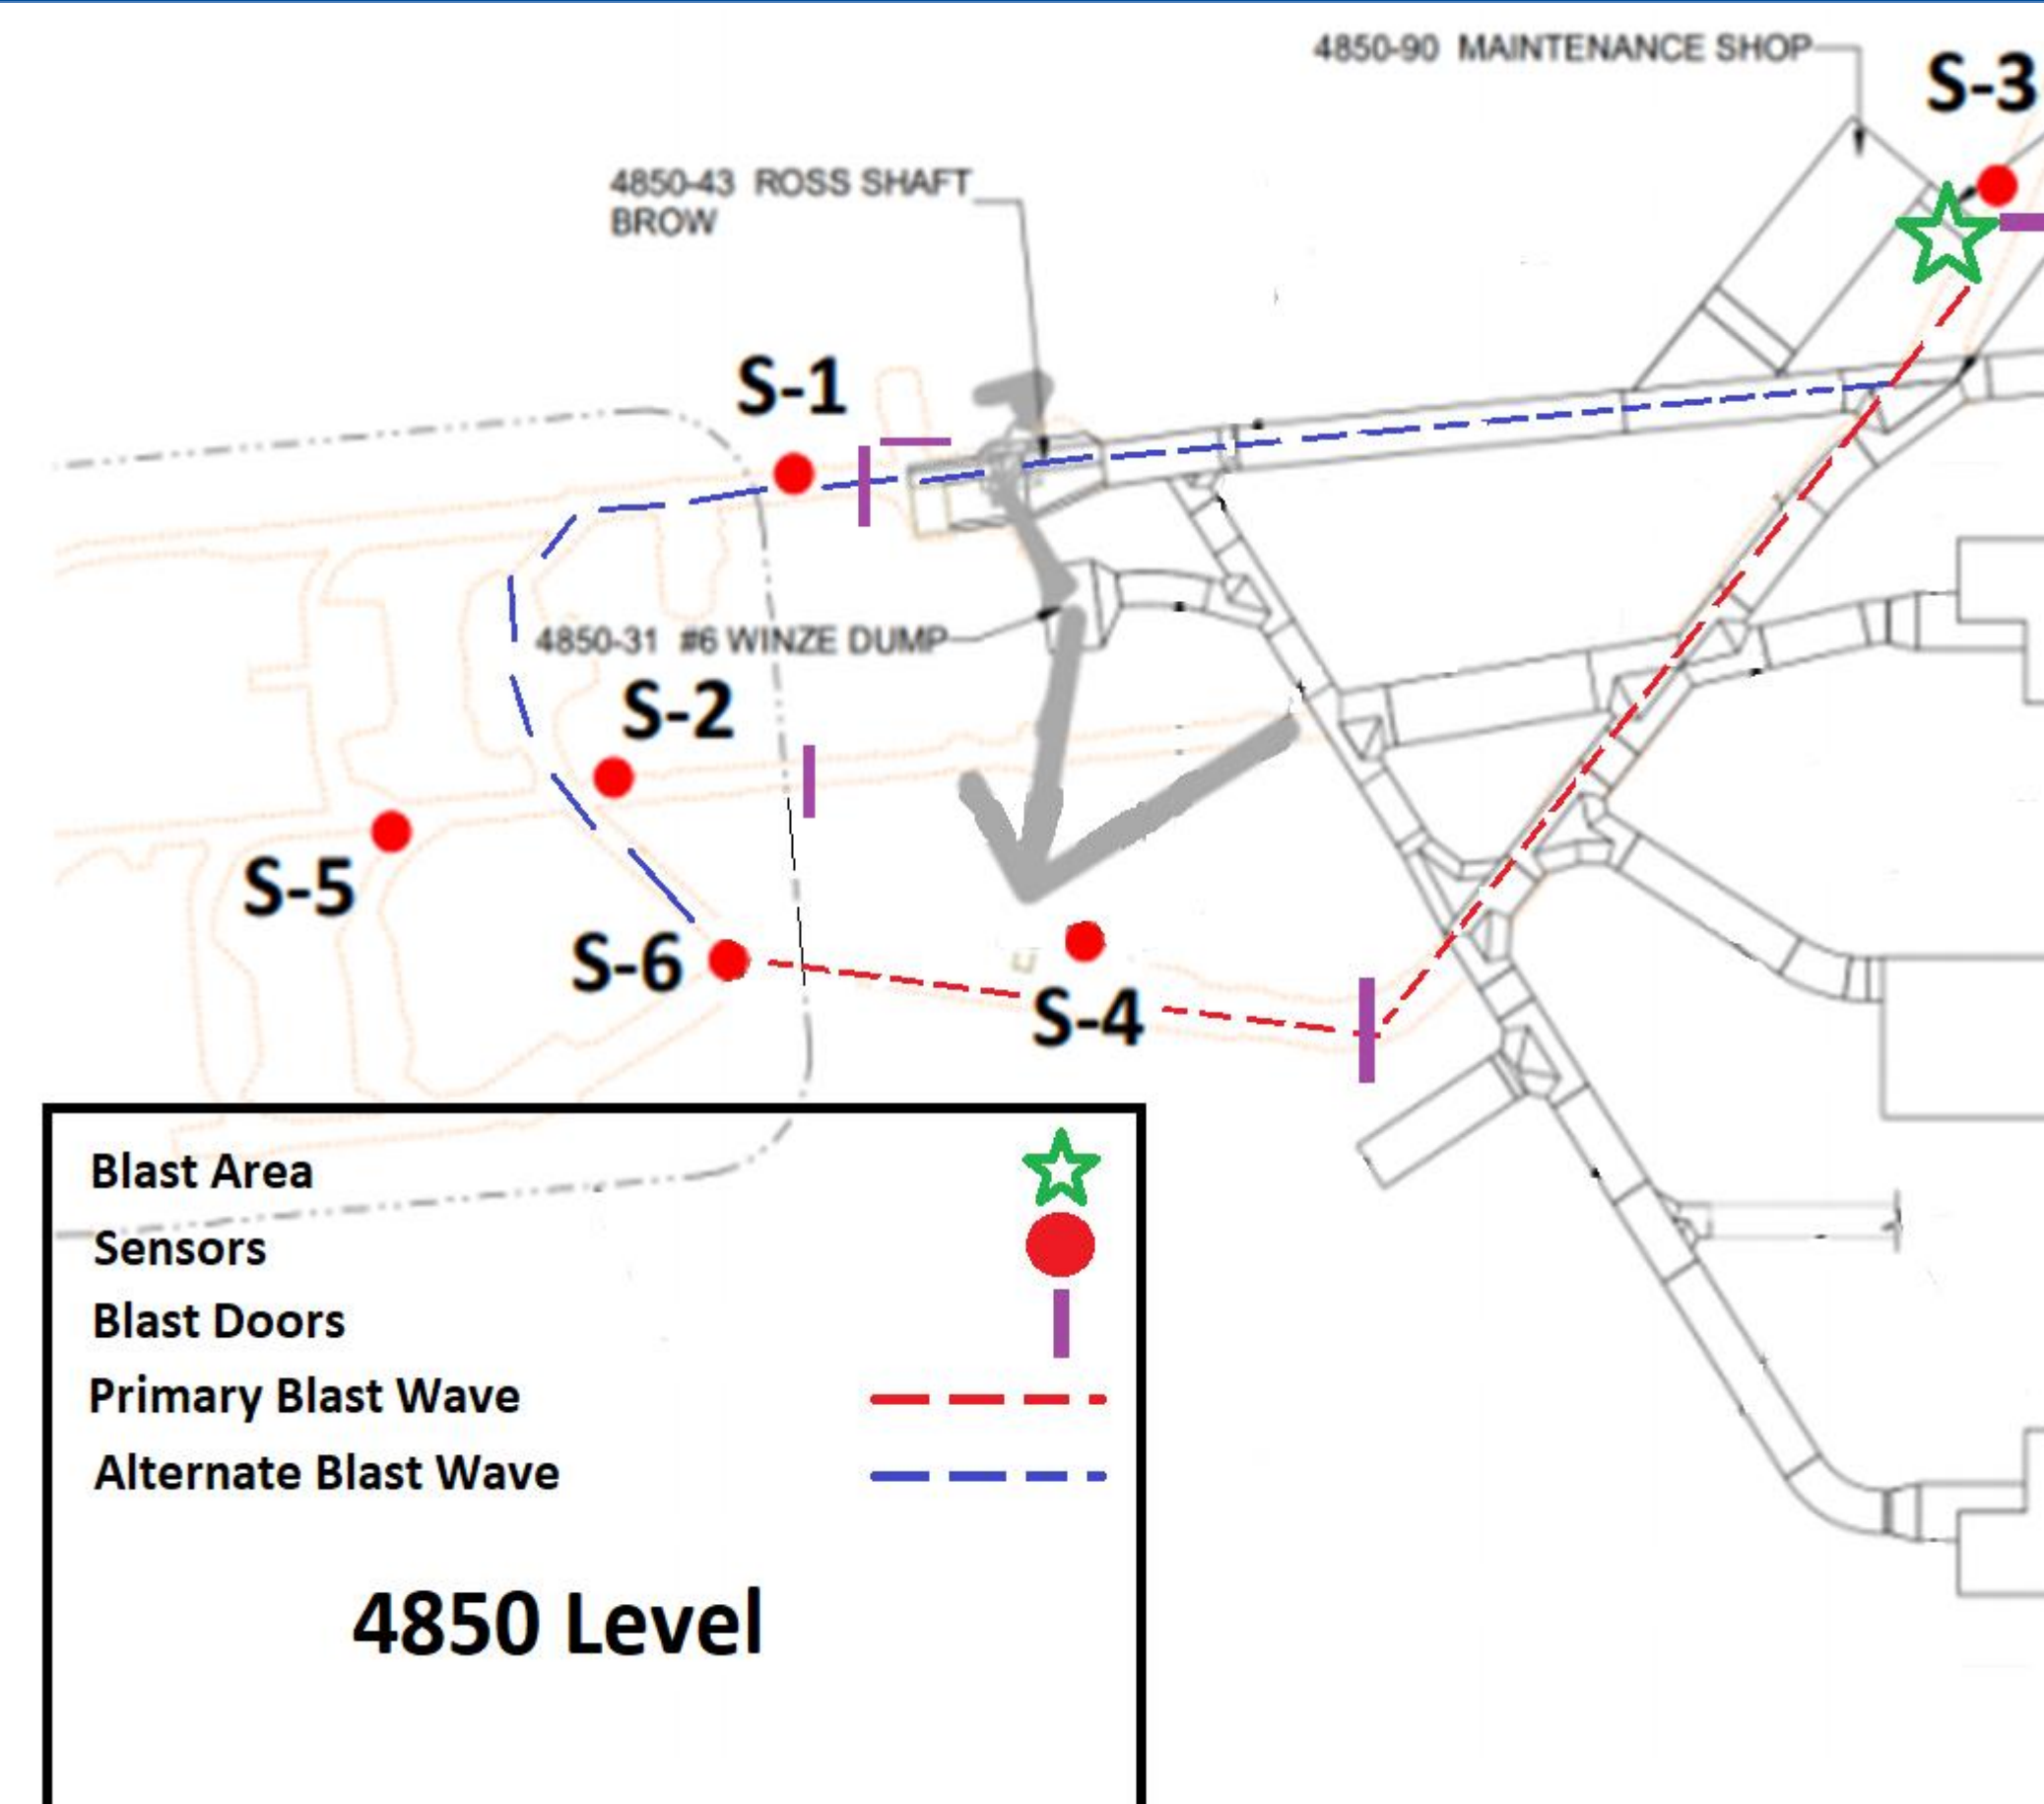 4850-90 MAINTENANCE SHOP
S-3
4850-43 ROSS SHAFT
BROW
S-1
4850-31 #6 WINZE DUMP
S-2
S-5
S-6
S-4
Blast Area
Sensors
Blast Doors
Primary Blast Wave
Alternate Blast Wave
4850 Level